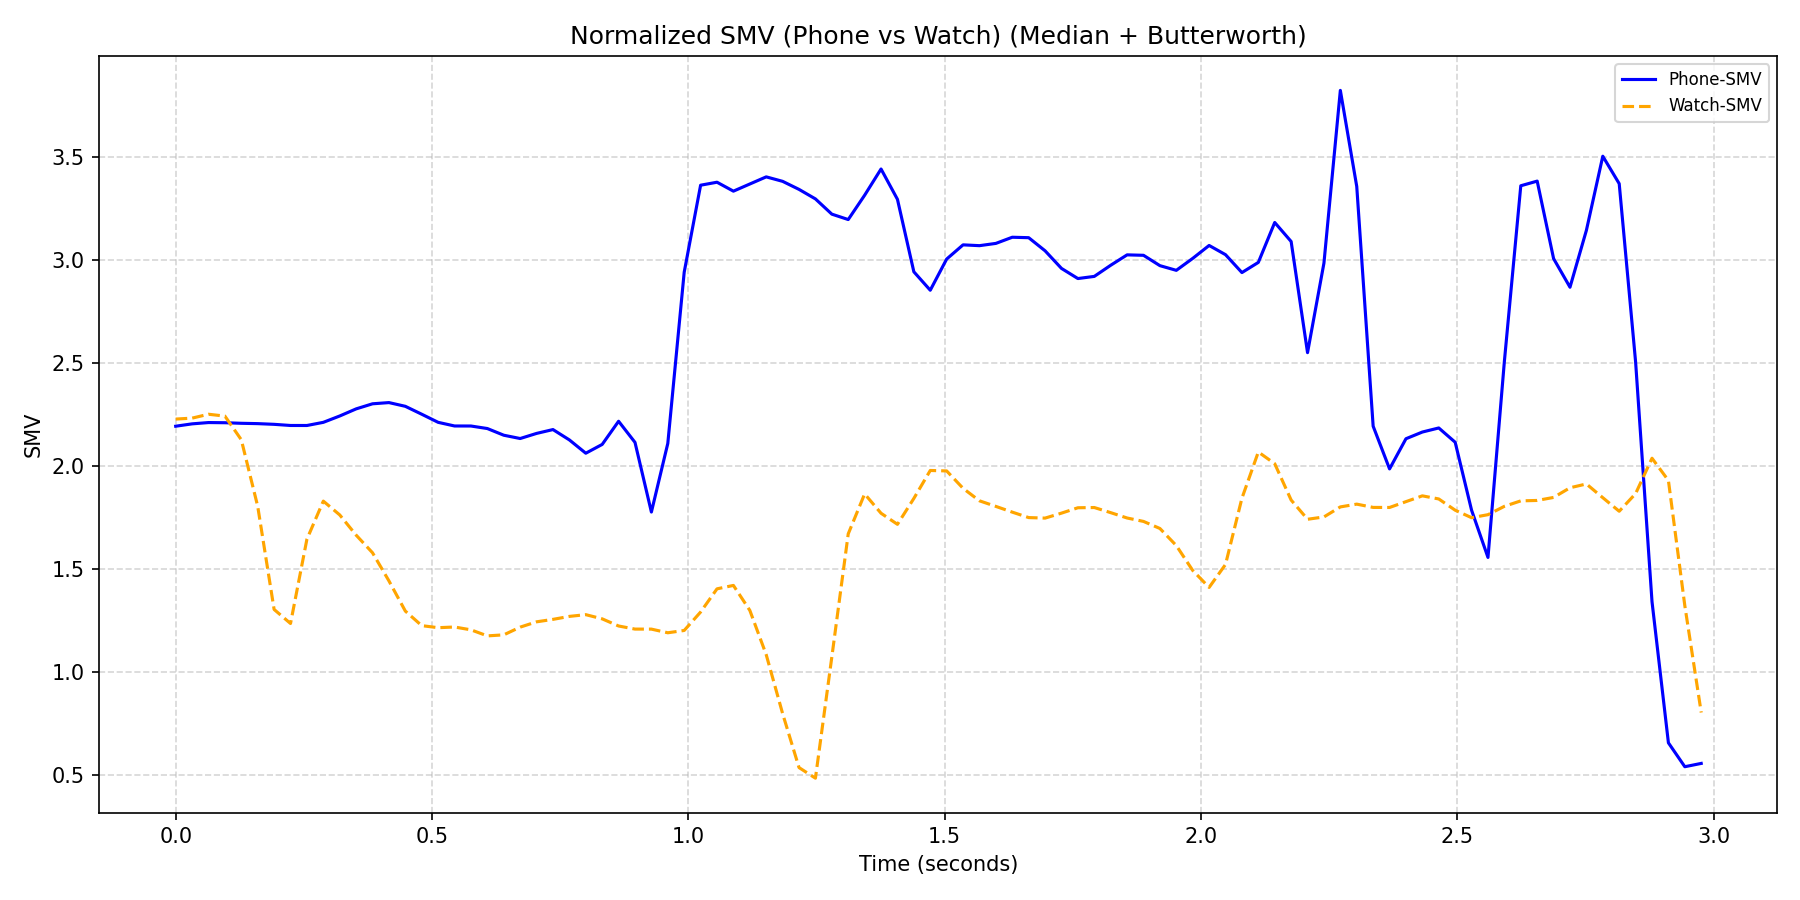 Normalized SMV (Phone vs Watch) (Median + Butterworth)
Phone-SMV
Watch-SMV
SMV
3.5
3.0
2.5
2.0
1.5
1.0
0.5
0.0 0.5 1.0 1.5 2.0 2.5 3.0
Time (seconds)